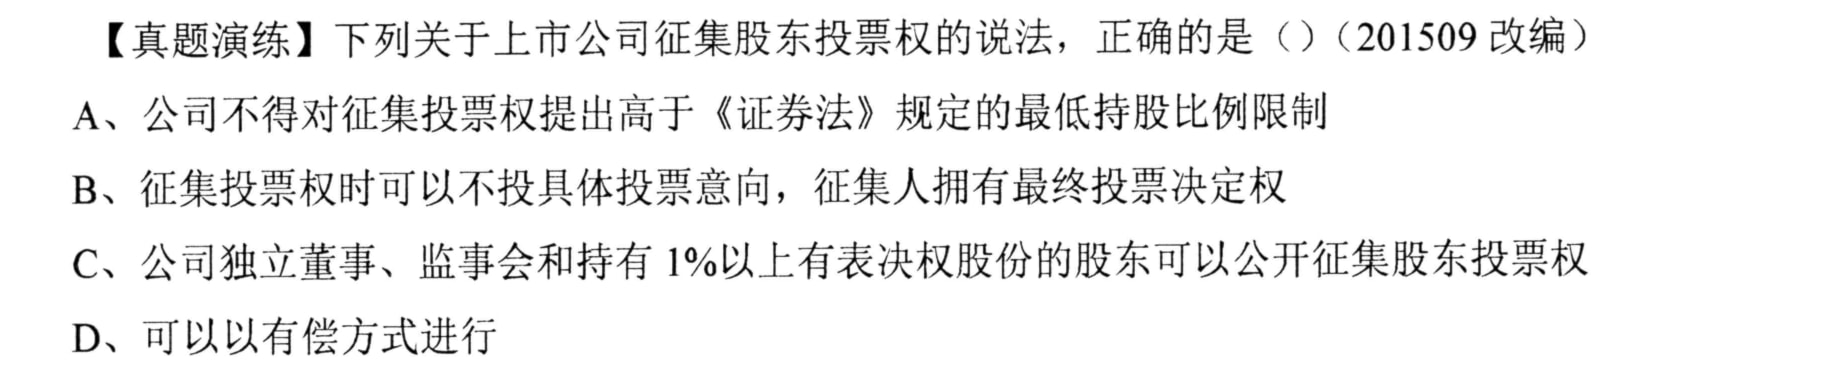 【真题演练】下列关于上市公司征集股东投票权的说法，正确的是（）（201509 改编）
A、公司不得对征集投票权提出高于《证券法》规定的最低持股比例限制
B、征集投票权时可以不投具体投票意向，征集人拥有最终投票决定权
C、公司独立董事、监事会和持有 1%以上有表决权股份的股东可以公开征集股东投票权
D、可以以有偿方式进行